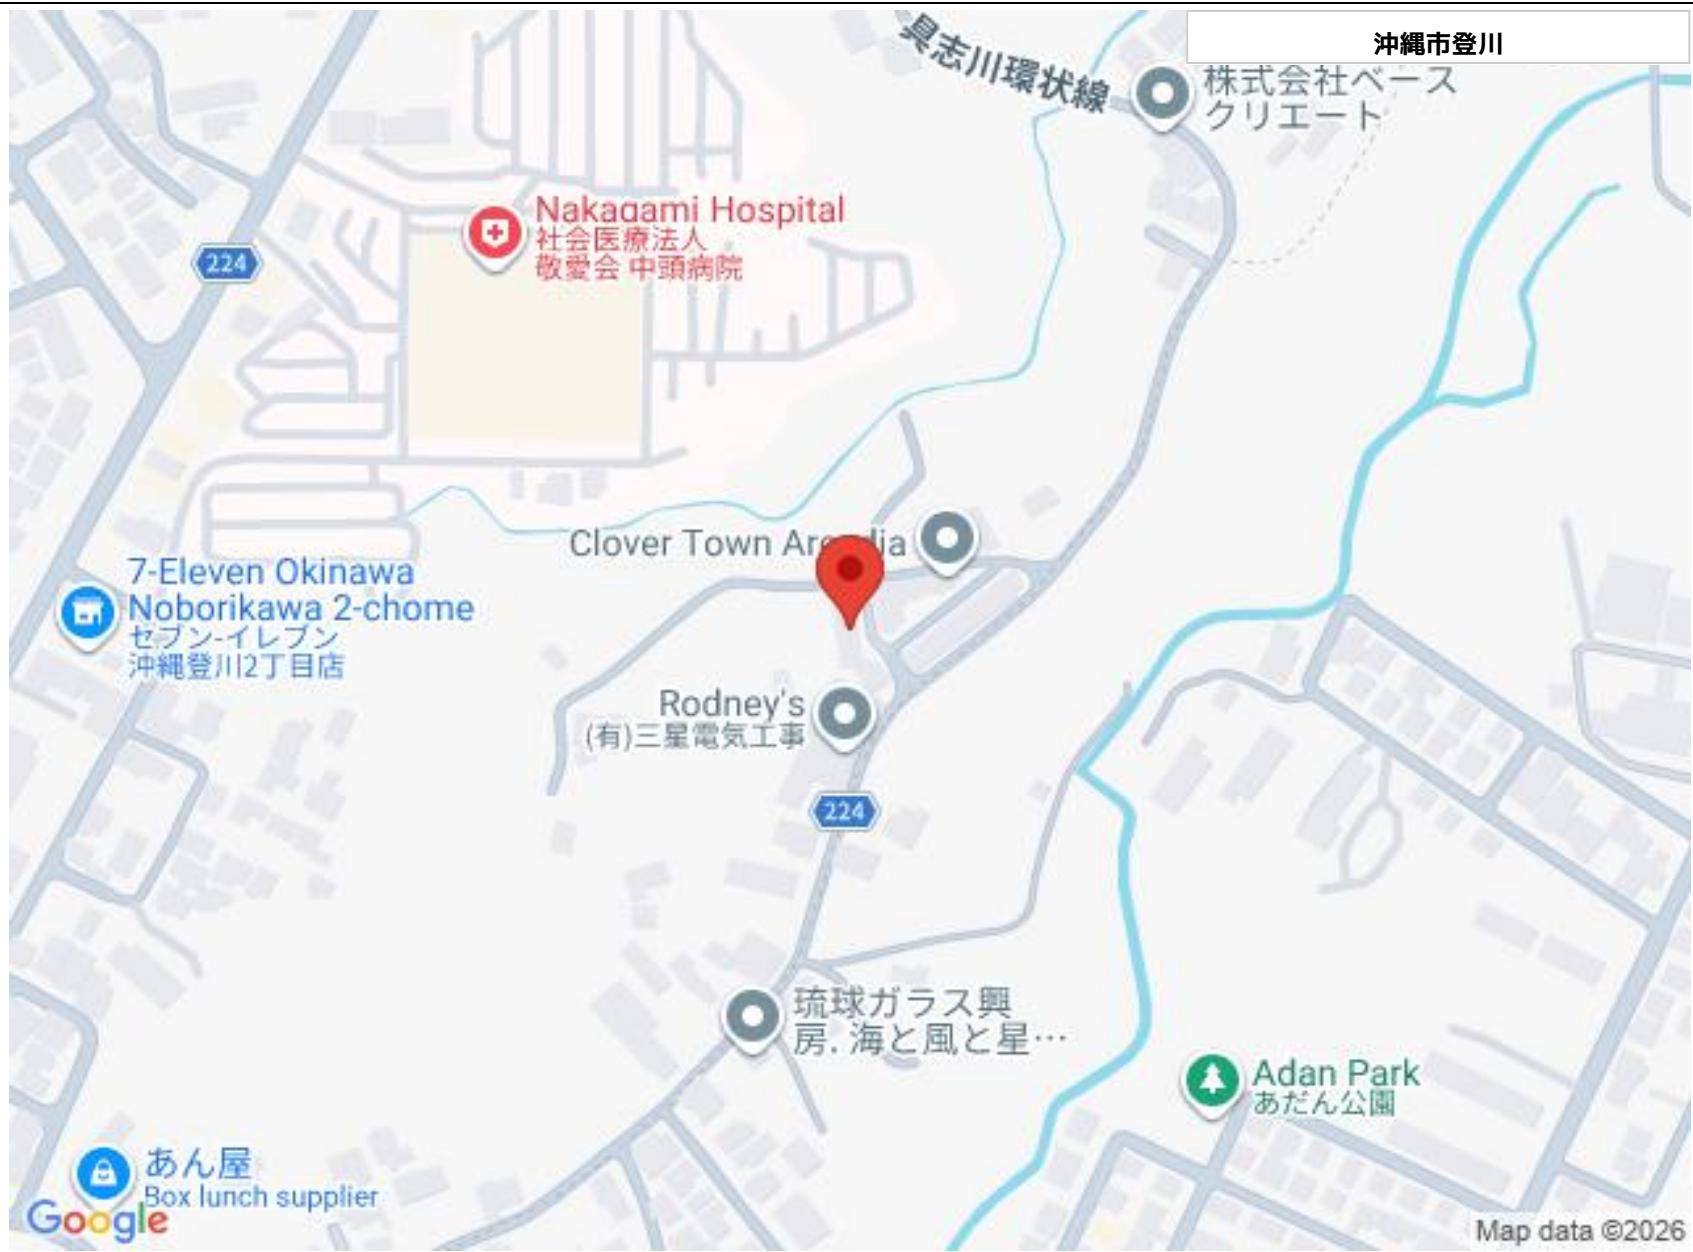 沖縄市登川
具志川環状線
株式会社ベース
クリエート
Nakagami Hospital
社会医療法人
敬愛会 中頭病院
224
Clover Town Arcadia
7-Eleven Okinawa
Noborikawa 2-chome
セブン-イレブン
沖縄登川2丁目店
Rodney's
(有)三星電気工事
224
琉球ガラス興
房. 海と風と星…
Adan Park
あだん公園
あん屋
Box lunch supplier
Google
Map data ©2026